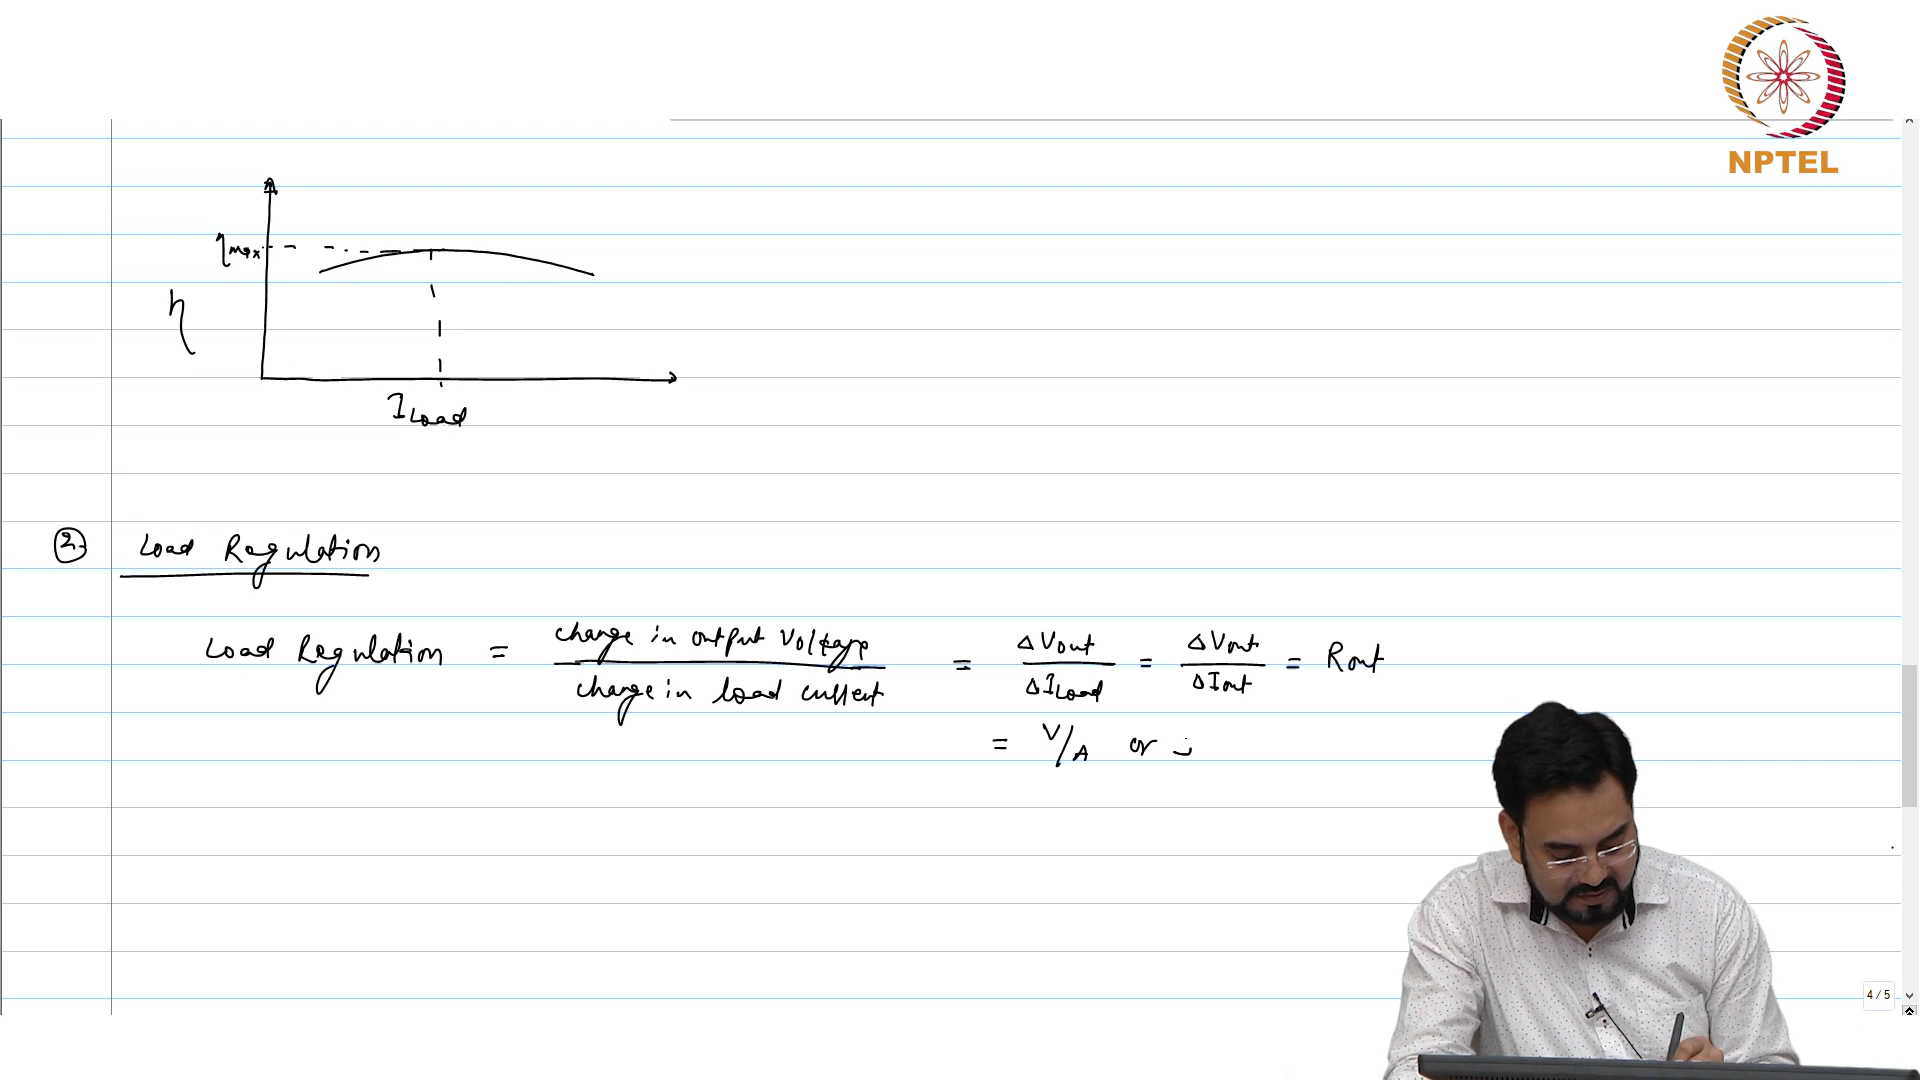 NPTEL
ηmax
η
ILoad
2. Load Regulation
Load Regulation = change in output Voltage / change in load current = ΔVout / ΔILoad = ΔVout / ΔIout = Rout
= V/A or
4 / 5